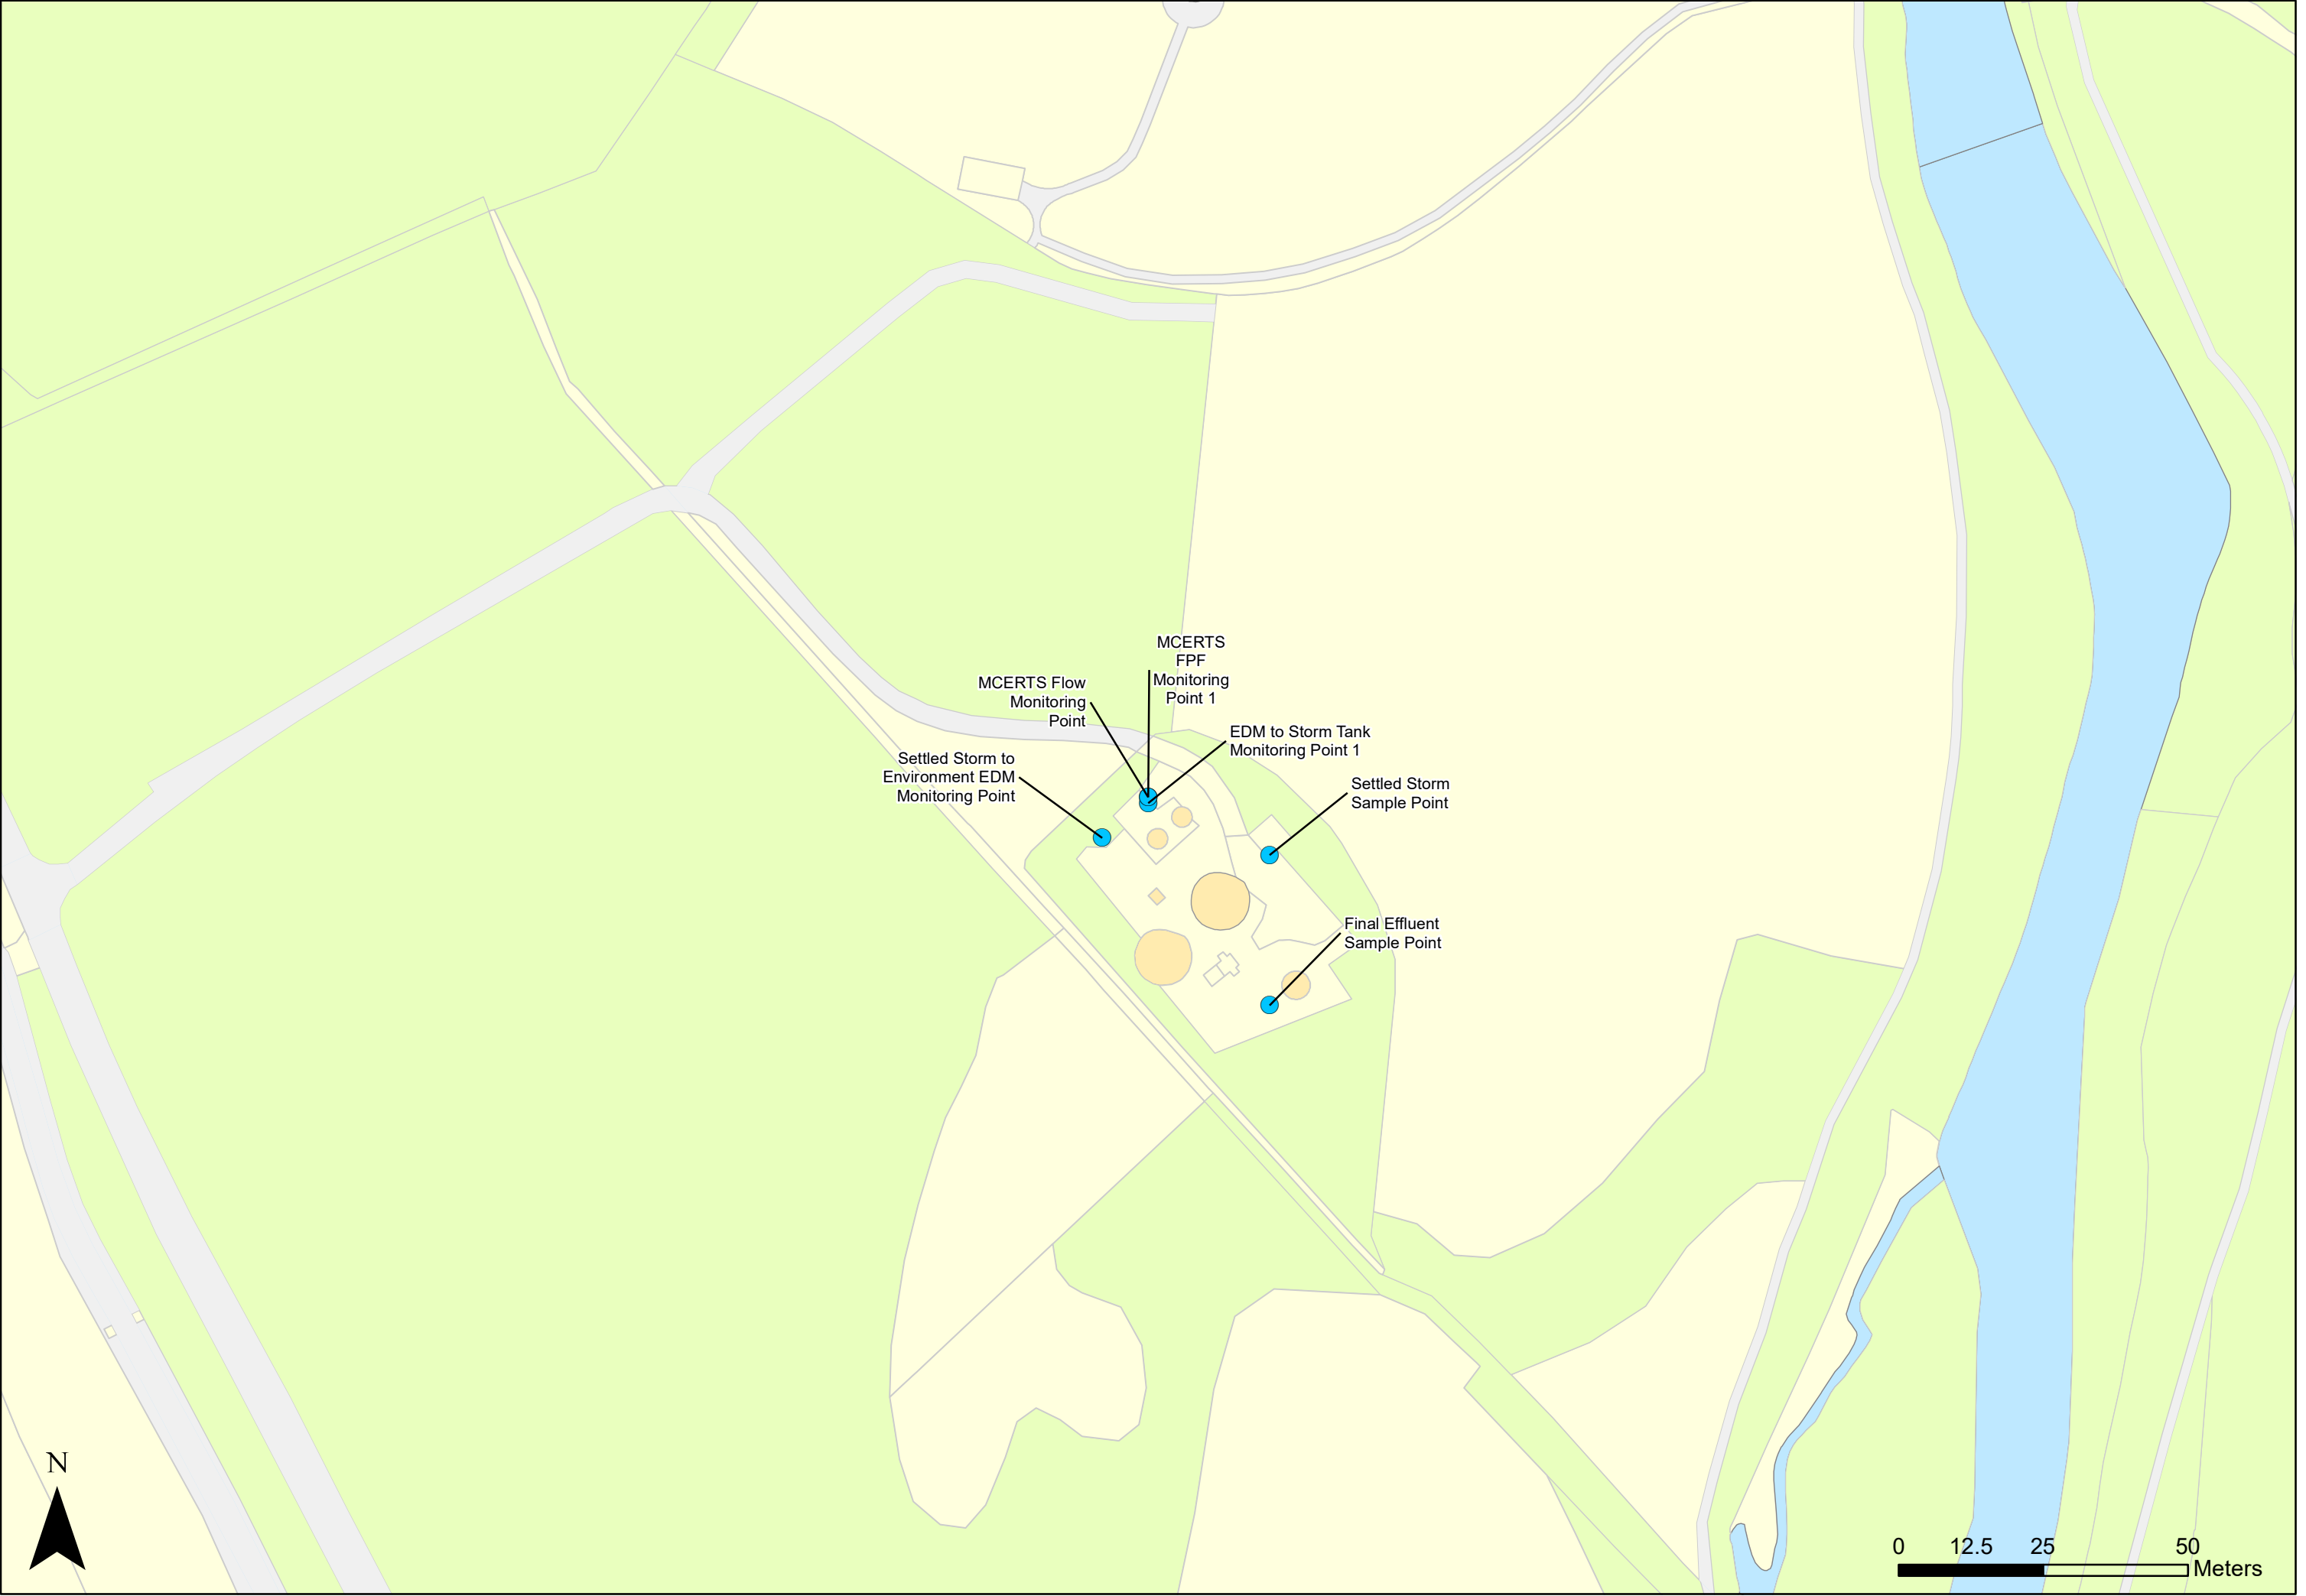 MCERTS
FPF
Monitoring
Point 1
MCERTS Flow
Monitoring
Point
EDM to Storm Tank
Monitoring Point 1
Settled Storm to
Environment EDM
Monitoring Point
Settled Storm
Sample Point
Final Effluent
Sample Point
N
0 12.5 25 50
Meters